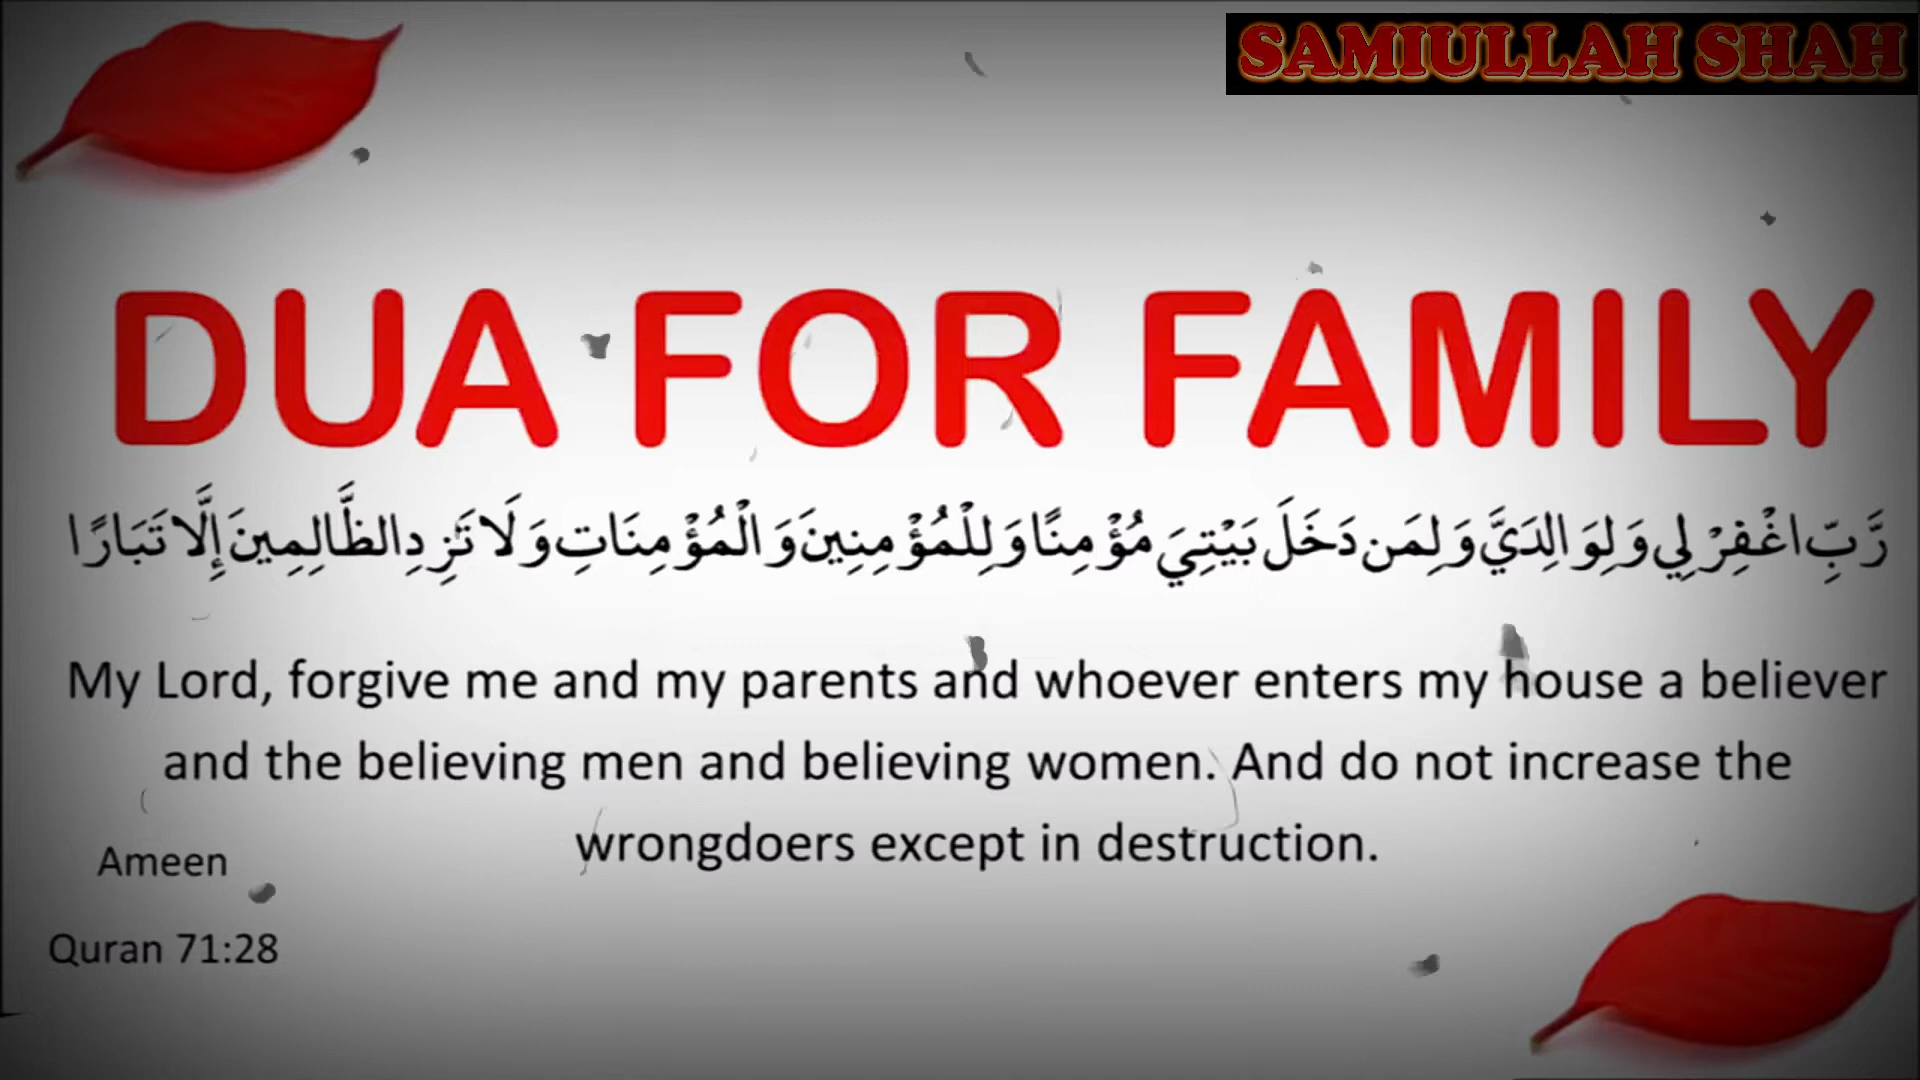 SAMIULLAH SHAH
DUA FOR FAMILY
رَّبِّ اغْفِرْ لِي وَلِوَالِدَيَّ وَلِمَن دَخَلَ بَيْتِيَ مُؤْمِنًا وَلِلْمُؤْمِنِينَ وَالْمُؤْمِنَاتِ وَلَا تَزِدِ الظَّالِمِينَ إِلَّا تَبَارًا
My Lord, forgive me and my parents and whoever enters my house a believer
and the believing men and believing women. And do not increase the
wrongdoers except in destruction.
Ameen
Quran 71:28